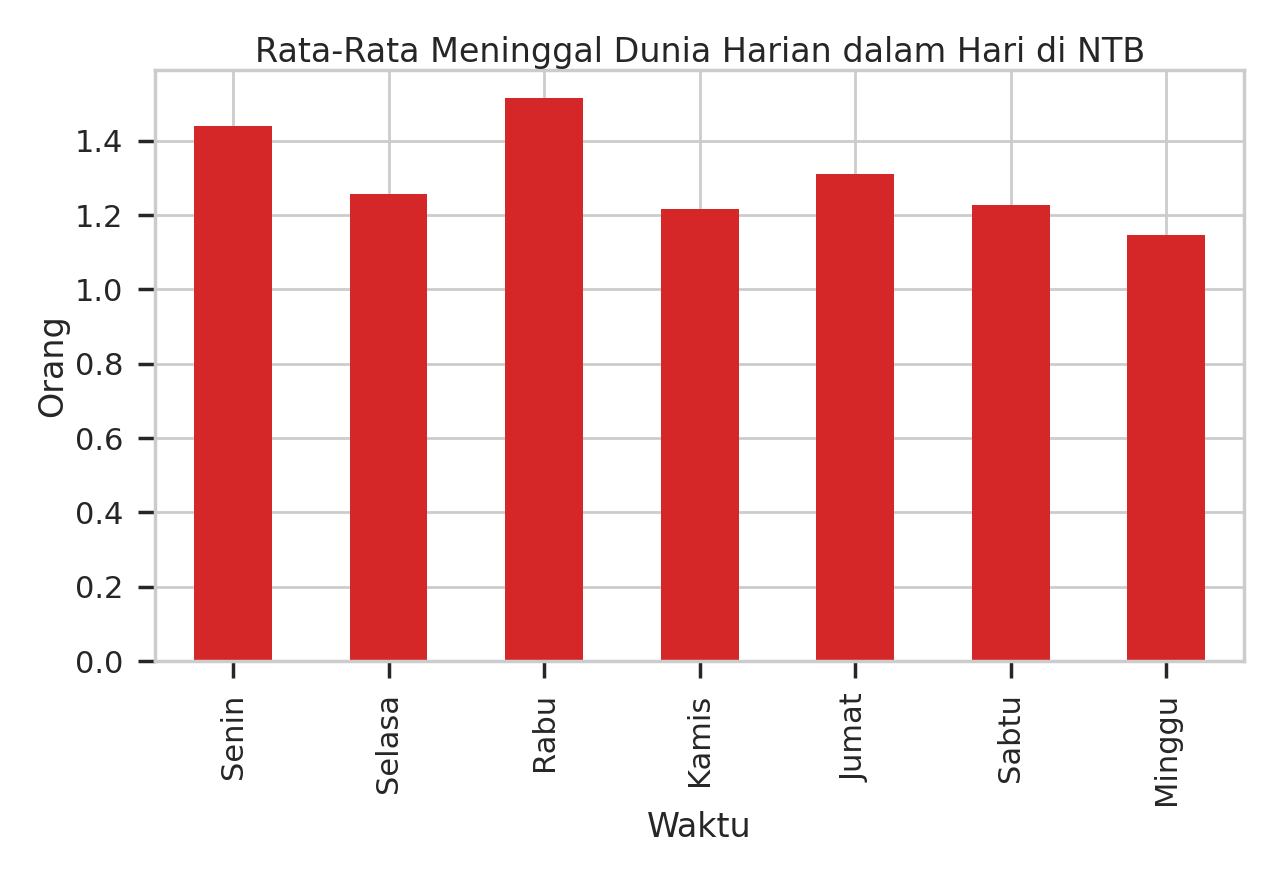 Rata-Rata Meninggal Dunia Harian dalam Hari di NTB
Orang
1.4
1.2
1.0
0.8
0.6
0.4
0.2
0.0
Senin
Selasa
Rabu
Kamis
Jumat
Sabtu
Minggu
Waktu